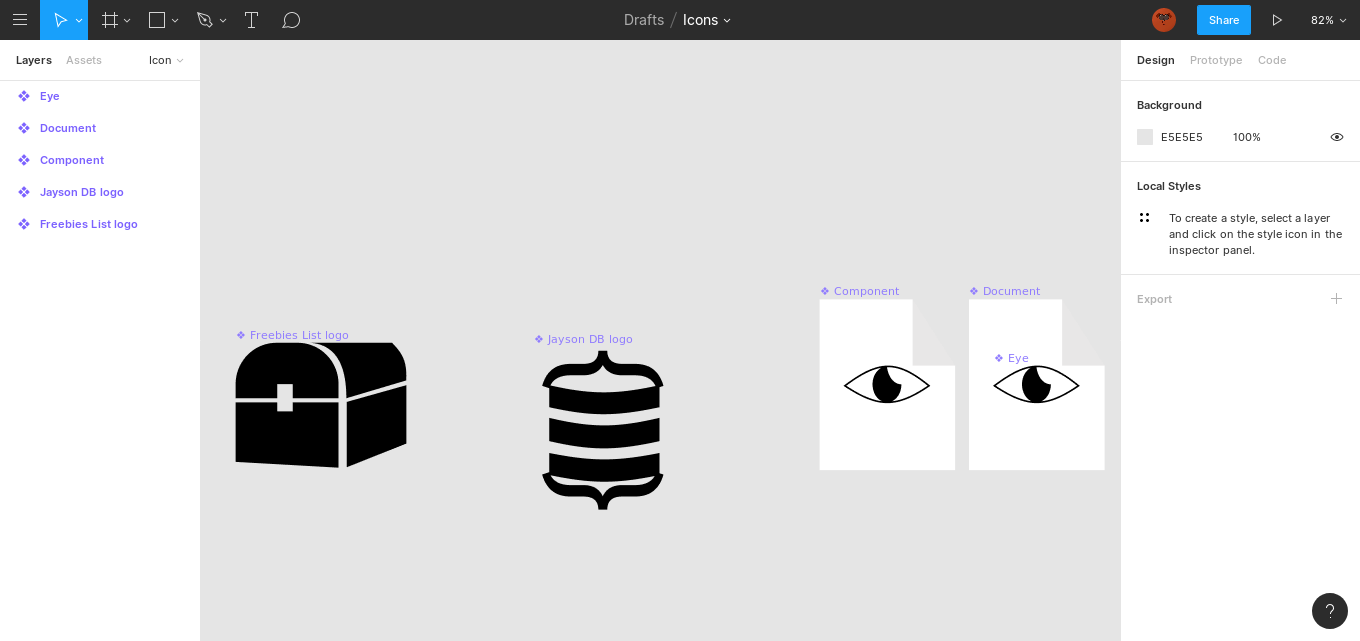 Drafts / Icons
Share
82%
Layers
Assets
Icon
Eye
Document
Component
Jayson DB logo
Freebies List logo
Freebies List logo
Jayson DB logo
Component
Document
Eye
Design
Prototype
Code
Background
E5E5E5
100%
Local Styles
To create a style, select a layer
and click on the style icon in the
inspector panel.
Export
?